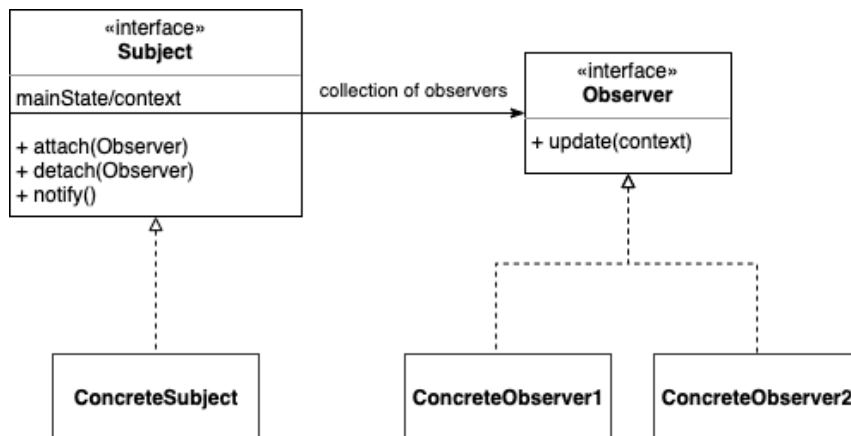 «interface»
Subject
mainState/context
+ attach(Observer)
+ detach(Observer)
+ notify()
collection of observers
«interface»
Observer
+ update(context)
ConcreteSubject
ConcreteObserver1
ConcreteObserver2